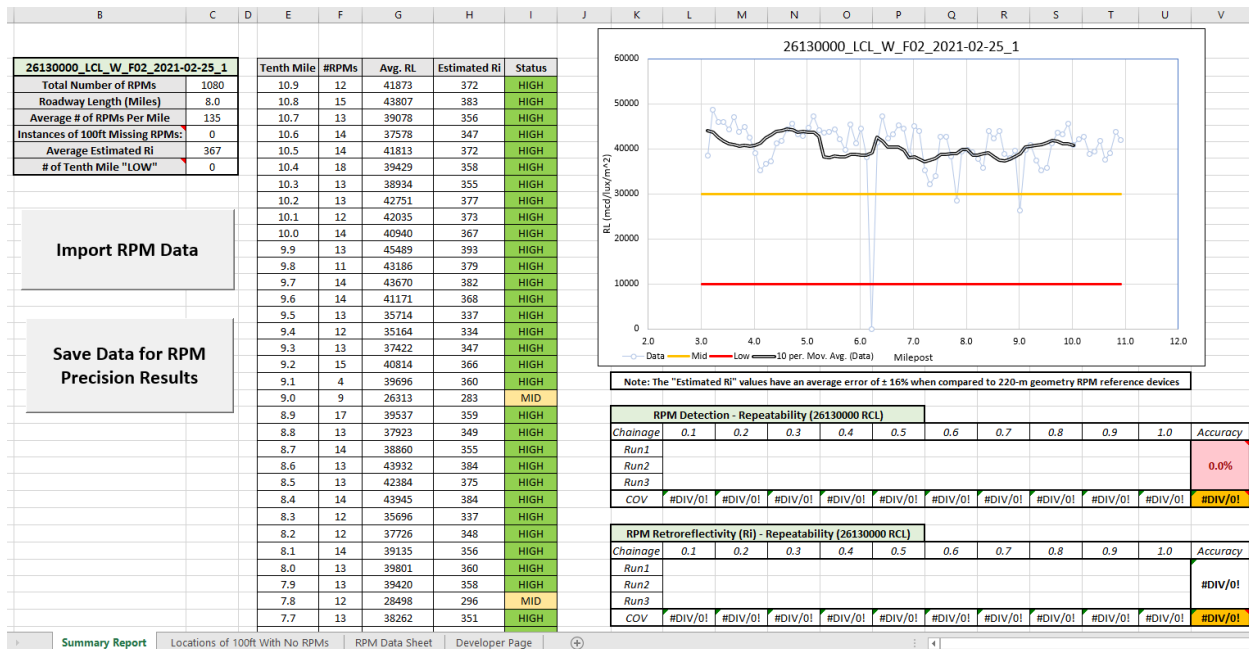 B C D E F G H I J K L M N O P Q R S T U V
26130000_LCL_W_F02_2021-02-25_1
Total Number of RPMs 1080
Roadway Length (Miles) 8.0
Average # of RPMs Per Mile 135
Instances of 100ft Missing RPMs: 0
Average Estimated Ri 367
# of Tenth Mile "LOW" 0
Import RPM Data
Save Data for RPM
Precision Results
Tenth Mile #RPMs Avg. RL Estimated Ri Status
10.9 12 41873 372 HIGH
10.8 15 43807 383 HIGH
10.7 13 39078 356 HIGH
10.6 14 37578 347 HIGH
10.5 14 41813 372 HIGH
10.4 18 39429 358 HIGH
10.3 13 38934 355 HIGH
10.2 13 42751 377 HIGH
10.1 12 42035 373 HIGH
10.0 14 40940 367 HIGH
9.9 13 45489 393 HIGH
9.8 11 43186 379 HIGH
9.7 14 43670 382 HIGH
9.6 14 41171 368 HIGH
9.5 13 35714 337 HIGH
9.4 12 35164 334 HIGH
9.3 13 37422 347 HIGH
9.2 15 40814 366 HIGH
9.1 4 39696 360 HIGH
9.0 9 26313 283 MID
8.9 17 39537 359 HIGH
8.8 13 37923 349 HIGH
8.7 14 38860 355 HIGH
8.6 13 43932 384 HIGH
8.5 13 42384 375 HIGH
8.4 14 43945 384 HIGH
8.3 12 35696 337 HIGH
8.2 12 37726 348 HIGH
8.1 14 39135 356 HIGH
8.0 13 39801 360 HIGH
7.9 13 39420 358 HIGH
7.8 12 28498 296 MID
7.7 13 38262 351 HIGH
26130000_LCL_W_F02_2021-02-25_1
60000
50000
40000
30000
20000
10000
0
RL (mcd/lux/m^2)
2.0 3.0 4.0 5.0 6.0 7.0 8.0 9.0 10.0 11.0 12.0
Data Mid Low 10 per. Mov. Avg. (Data) Milepost
Note: The "Estimated Ri" values have an average error of ± 16% when compared to 220-m geometry RPM reference devices
RPM Detection - Repeatability (26130000 RCL)
Chainage 0.1 0.2 0.3 0.4 0.5 0.6 0.7 0.8 0.9 1.0 Accuracy
Run1
Run2 0.0%
Run3
COV #DIV/0! #DIV/0! #DIV/0! #DIV/0! #DIV/0! #DIV/0! #DIV/0! #DIV/0! #DIV/0! #DIV/0! #DIV/0!
RPM Retroreflectivity (Ri) - Repeatability (26130000 RCL)
Chainage 0.1 0.2 0.3 0.4 0.5 0.6 0.7 0.8 0.9 1.0 Accuracy
Run1
Run2 #DIV/0!
Run3
COV #DIV/0! #DIV/0! #DIV/0! #DIV/0! #DIV/0! #DIV/0! #DIV/0! #DIV/0! #DIV/0! #DIV/0! #DIV/0!
Summary Report Locations of 100ft With No RPMs RPM Data Sheet Developer Page